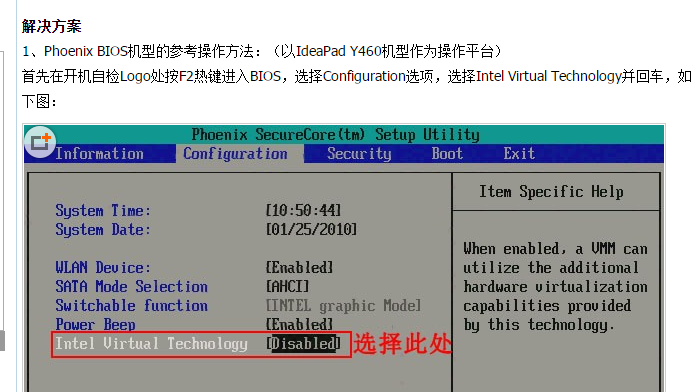 解决方案
1、Phoenix BIOS机型的参考操作方法：（以IdeaPad Y460机型作为操作平台）
首先在开机自检Logo处按F2热键进入BIOS，选择Configuration选项，选择Intel Virtual Technology并回车，如
下图：
Phoenix SecureCore(tm) Setup Utility
Information Configuration Security Boot Exit
Item Specific Help
System Time: [10:50:44]
System Date: [01/25/2010]
WLAN Device: [Enabled]
SATA Mode Selection [AHCI]
Switchable function [INTEL graphic Mode]
Power Beep [Enabled]
Intel Virtual Technology [Disabled] 选择此处
When enabled, a VMM can
utilize the additional
hardware virtualization
capabilities provided
by this technology.